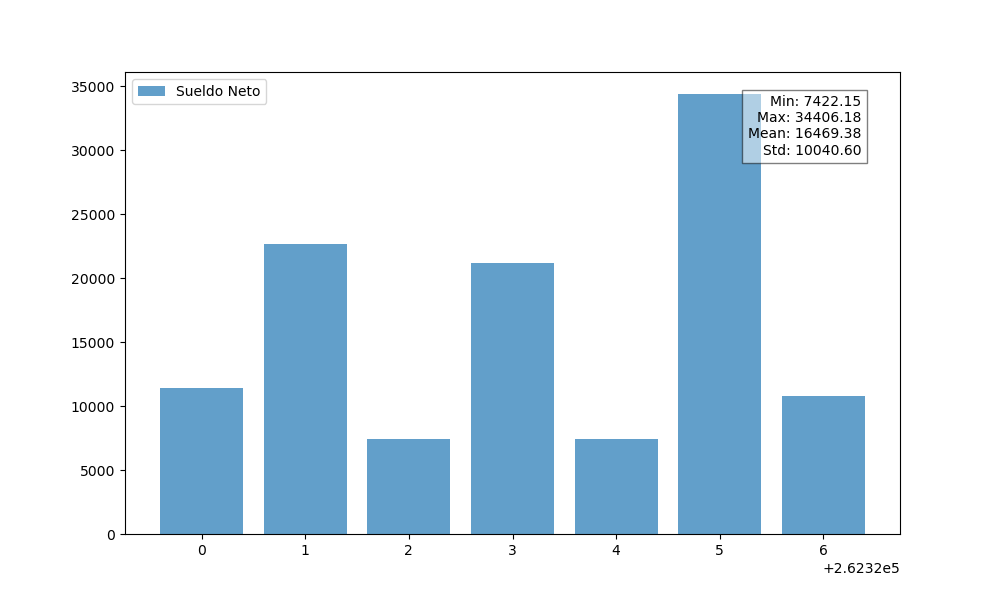 Sueldo Neto
Min: 7422.15
Max: 34406.18
Mean: 16469.38
Std: 10040.60
35000
30000
25000
20000
15000
10000
5000
0
0 1 2 3 4 5 6
+2.6232e5